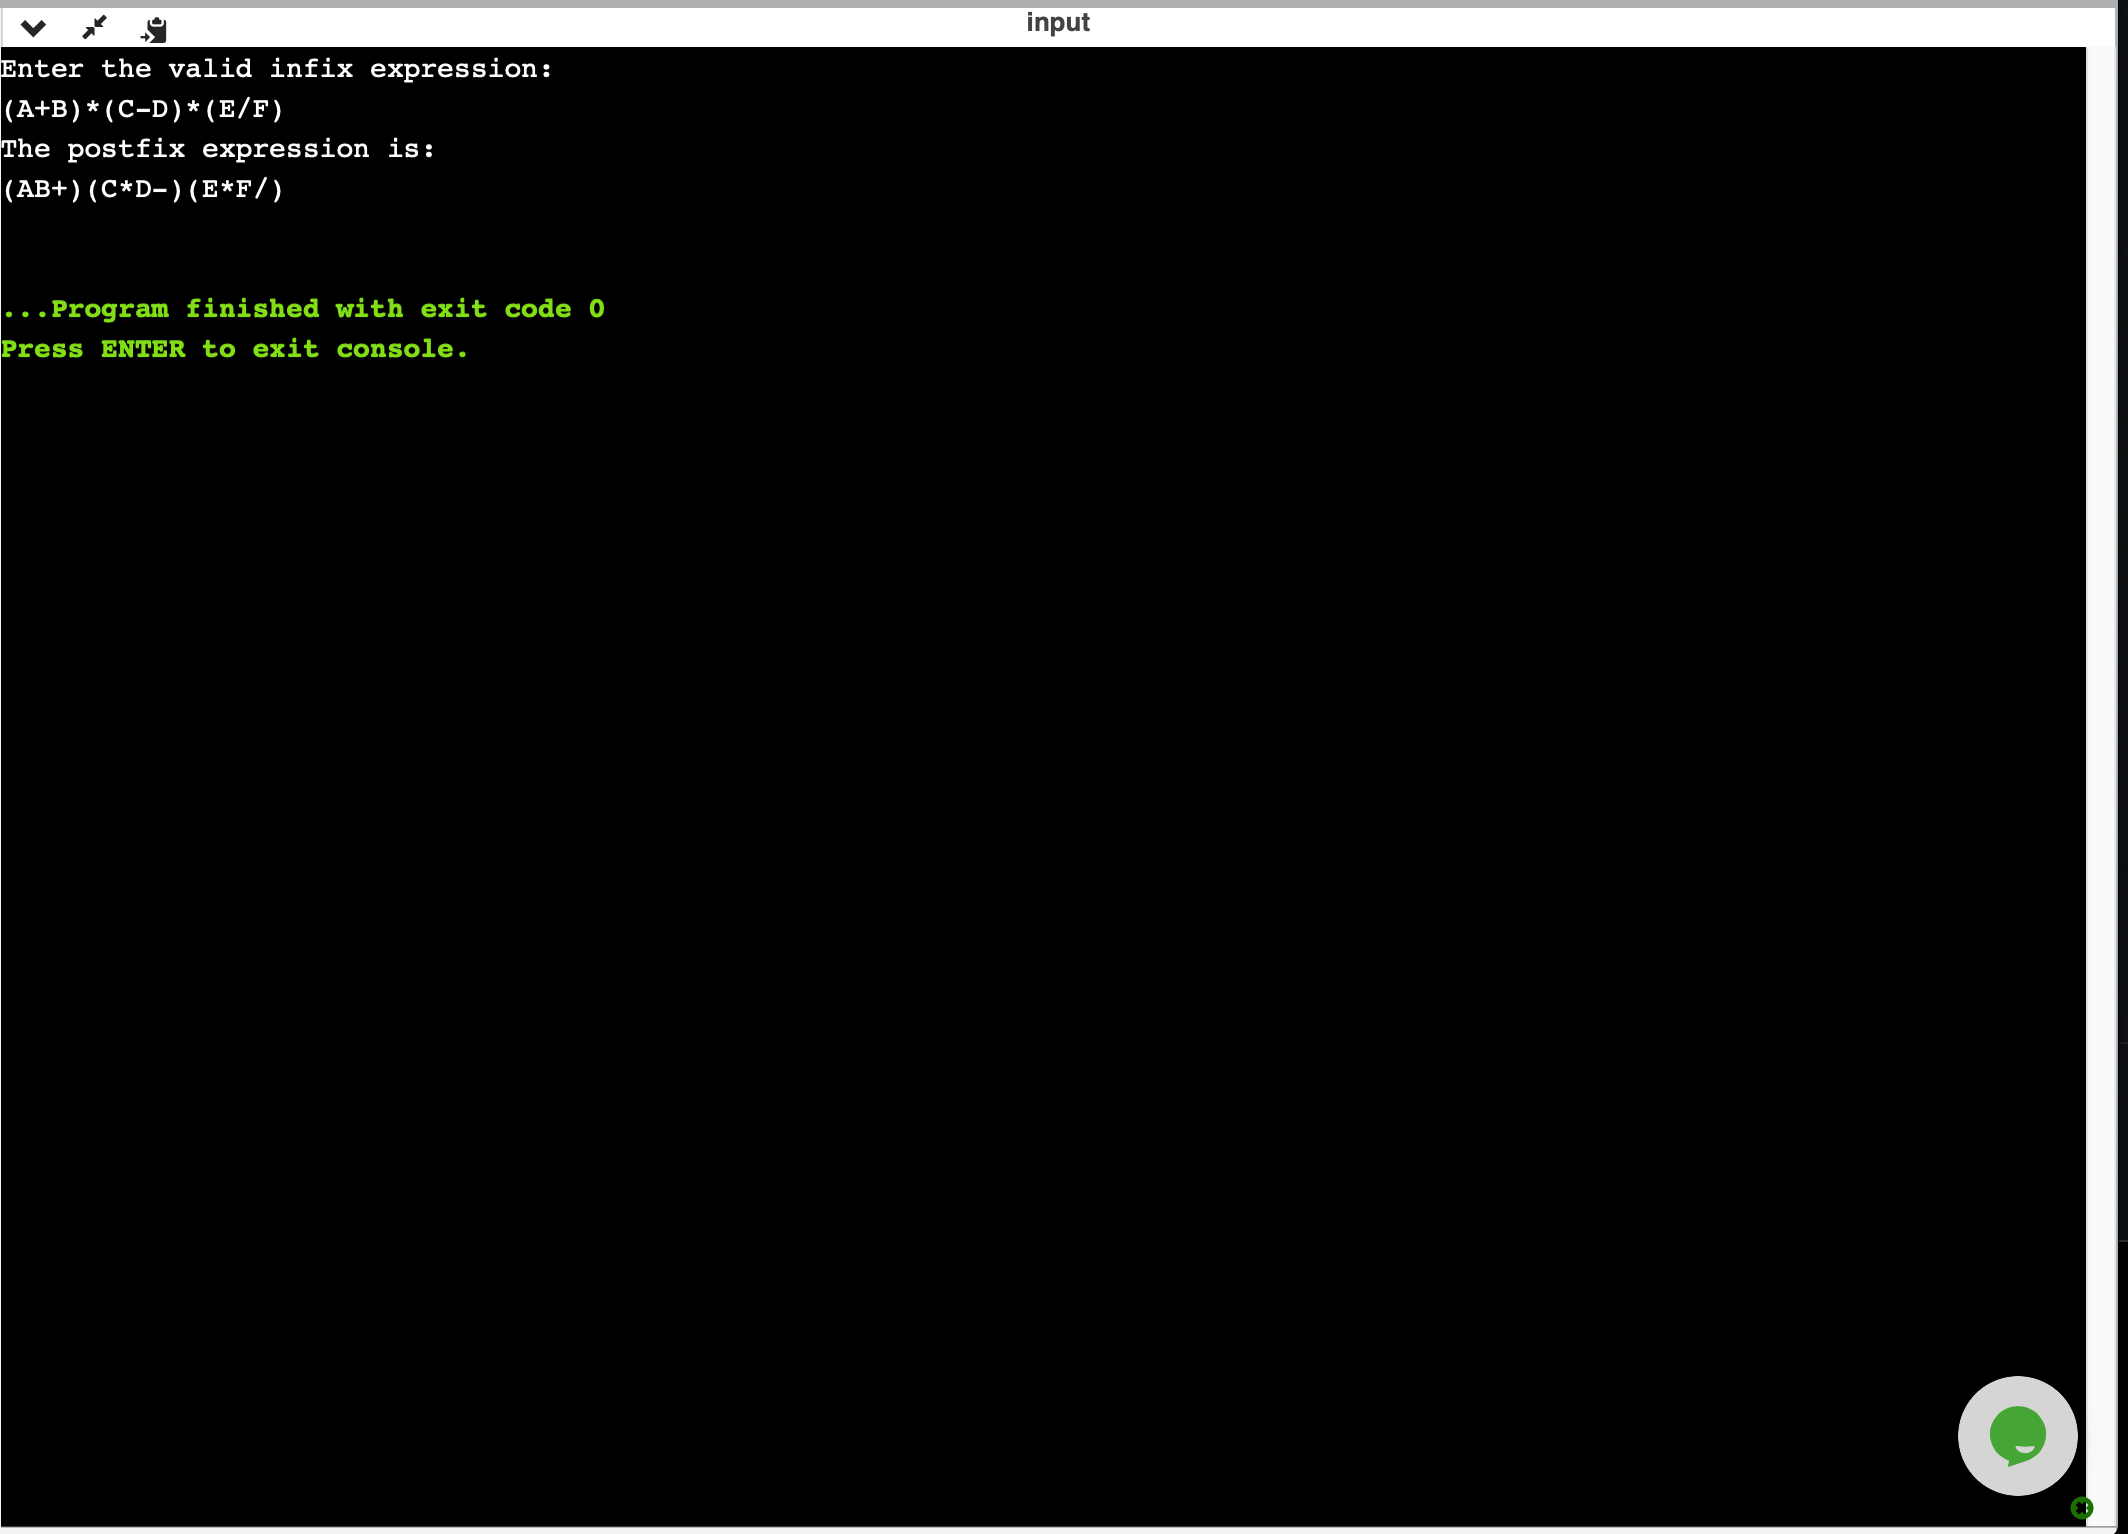 input
Enter the valid infix expression:
(A+B)*(C-D)*(E/F)
The postfix expression is:
(AB+)(C*D-)(E*F/)
...Program finished with exit code 0
Press ENTER to exit console.